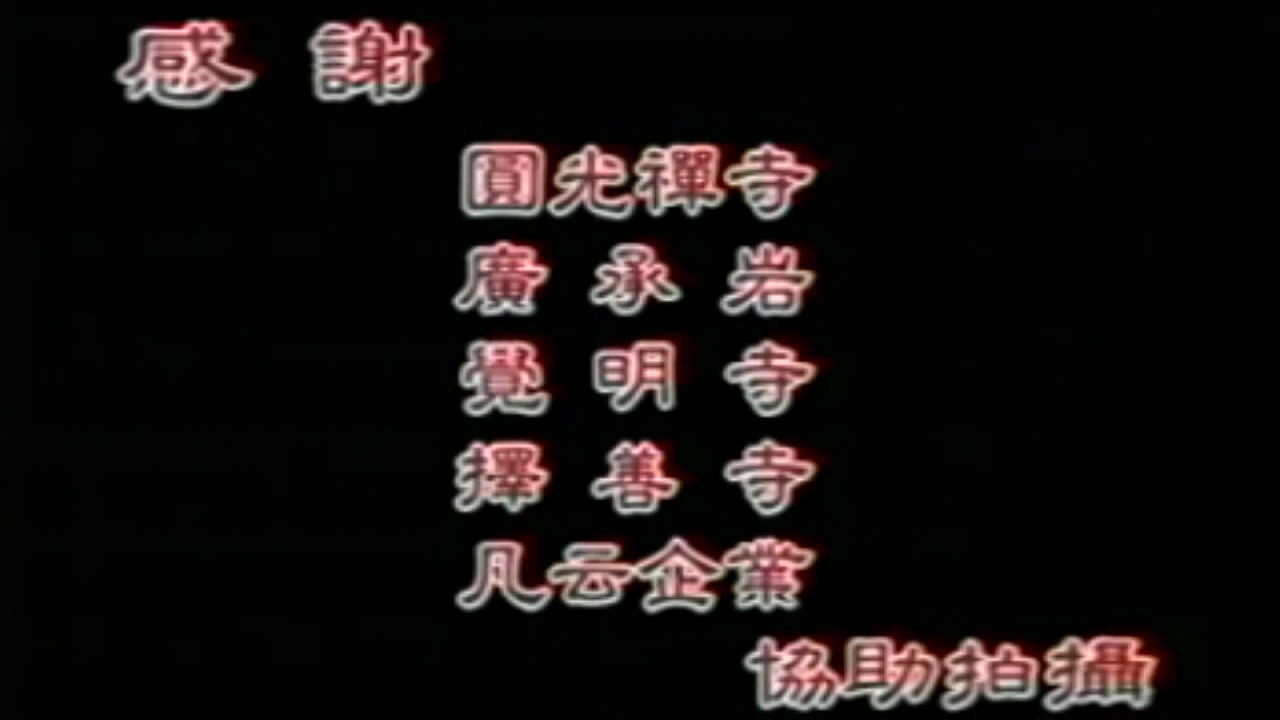 感謝
圓光禪寺
廣承岩
覺明寺
擇善寺
凡云企業
協助拍攝